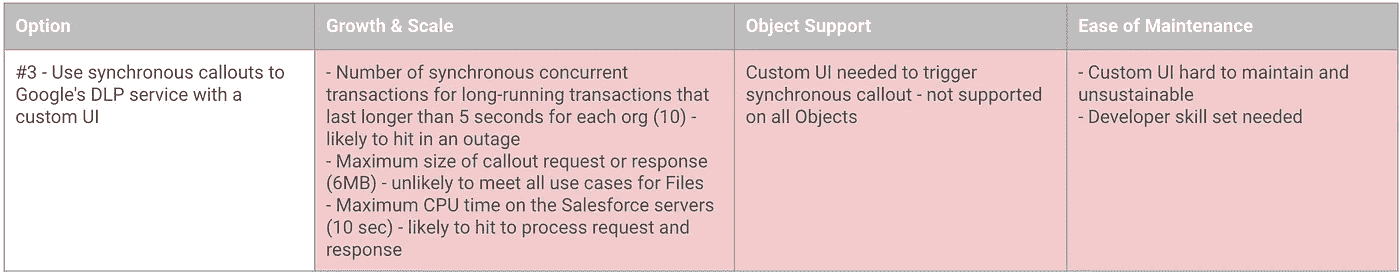 Option
Growth & Scale
Object Support
Ease of Maintenance
#3 - Use synchronous callouts to
Google's DLP service with a
custom UI
- Number of synchronous concurrent
transactions for long-running transactions that
last longer than 5 seconds for each org (10) -
likely to hit in an outage
- Maximum size of callout request or response
(6MB) - unlikely to meet all use cases for Files
- Maximum CPU time on the Salesforce servers
(10 sec) - likely to hit to process request and
response
Custom UI needed to trigger
synchronous callout - not supported
on all Objects
- Custom UI hard to maintain and
unsustainable
- Developer skill set needed